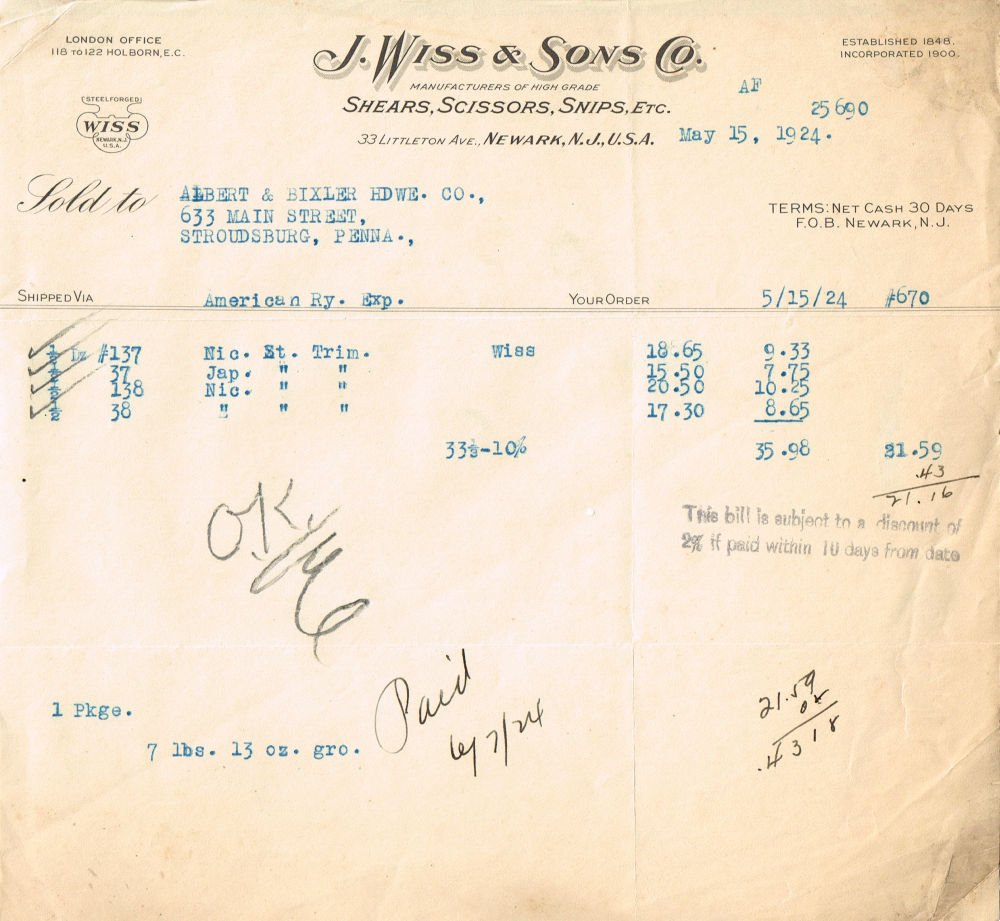 LONDON OFFICE
118 TO 122 HOLBORN, E.C.
J. WISS & SONS CO.
MANUFACTURERS OF HIGH GRADE
SHEARS, SCISSORS, SNIPS, ETC.
33 LITTLETON AVE., NEWARK, N.J., U.S.A.
ESTABLISHED 1848.
INCORPORATED 1900.
STEELFORGED
WISS
NEWARK, N.J.
U.S.A.
AF
25690
May 15, 1924.
Sold to
ALBERT & BIXLER HDWE. CO.,
633 MAIN STREET,
STROUDSBURG, PENNA.,
TERMS: NET CASH 30 DAYS
F.O.B. NEWARK, N.J.
SHIPPED VIA American Ry. Exp. YOUR ORDER 5/15/24 #670
½ Dz #137 Nic. St. Trim. Wiss 18.65 9.33
½ 37 Jap. " " 15.50 7.75
½ 138 Nic. " " 20.50 10.25
½ 38 " " " 17.30 8.65
33⅓-10% 35.98 21.59
.43
21.16
This bill is subject to a discount of
2% if paid within 10 days from date
OK
1 Pkge.
7 lbs. 13 oz. gro.
Paid
6/7/24
21.59
02
.4318